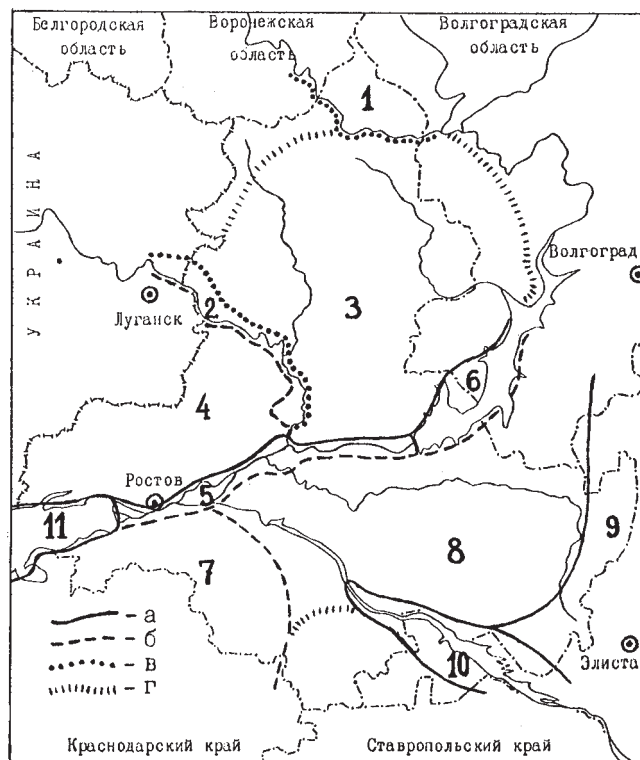 Белгородская
область
Воронежская
область
Волгоградская
область
1
УКРАИНА
Волгоград
Луганск
2
3
6
4
Ростов
5
11
7
8
9
10
Элиста
а
б
в
г
Краснодарский край
Ставропольский край